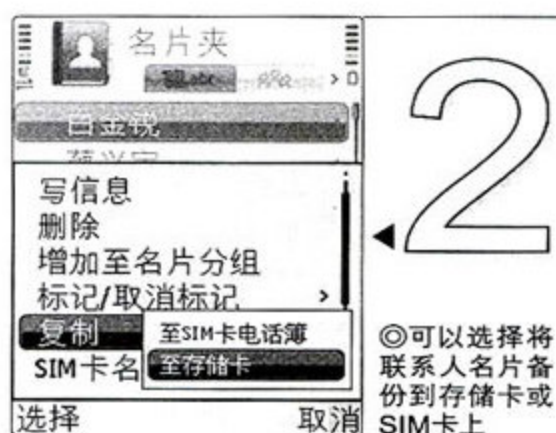 名片夹
abc
白金锐
写信息
删除
增加至名片分组
标记/取消标记
复制
至SIM卡电话簿
SIM卡名
至存储卡
选择
取消
2
◎可以选择将
联系人名片备
份到存储卡或
SIM卡上